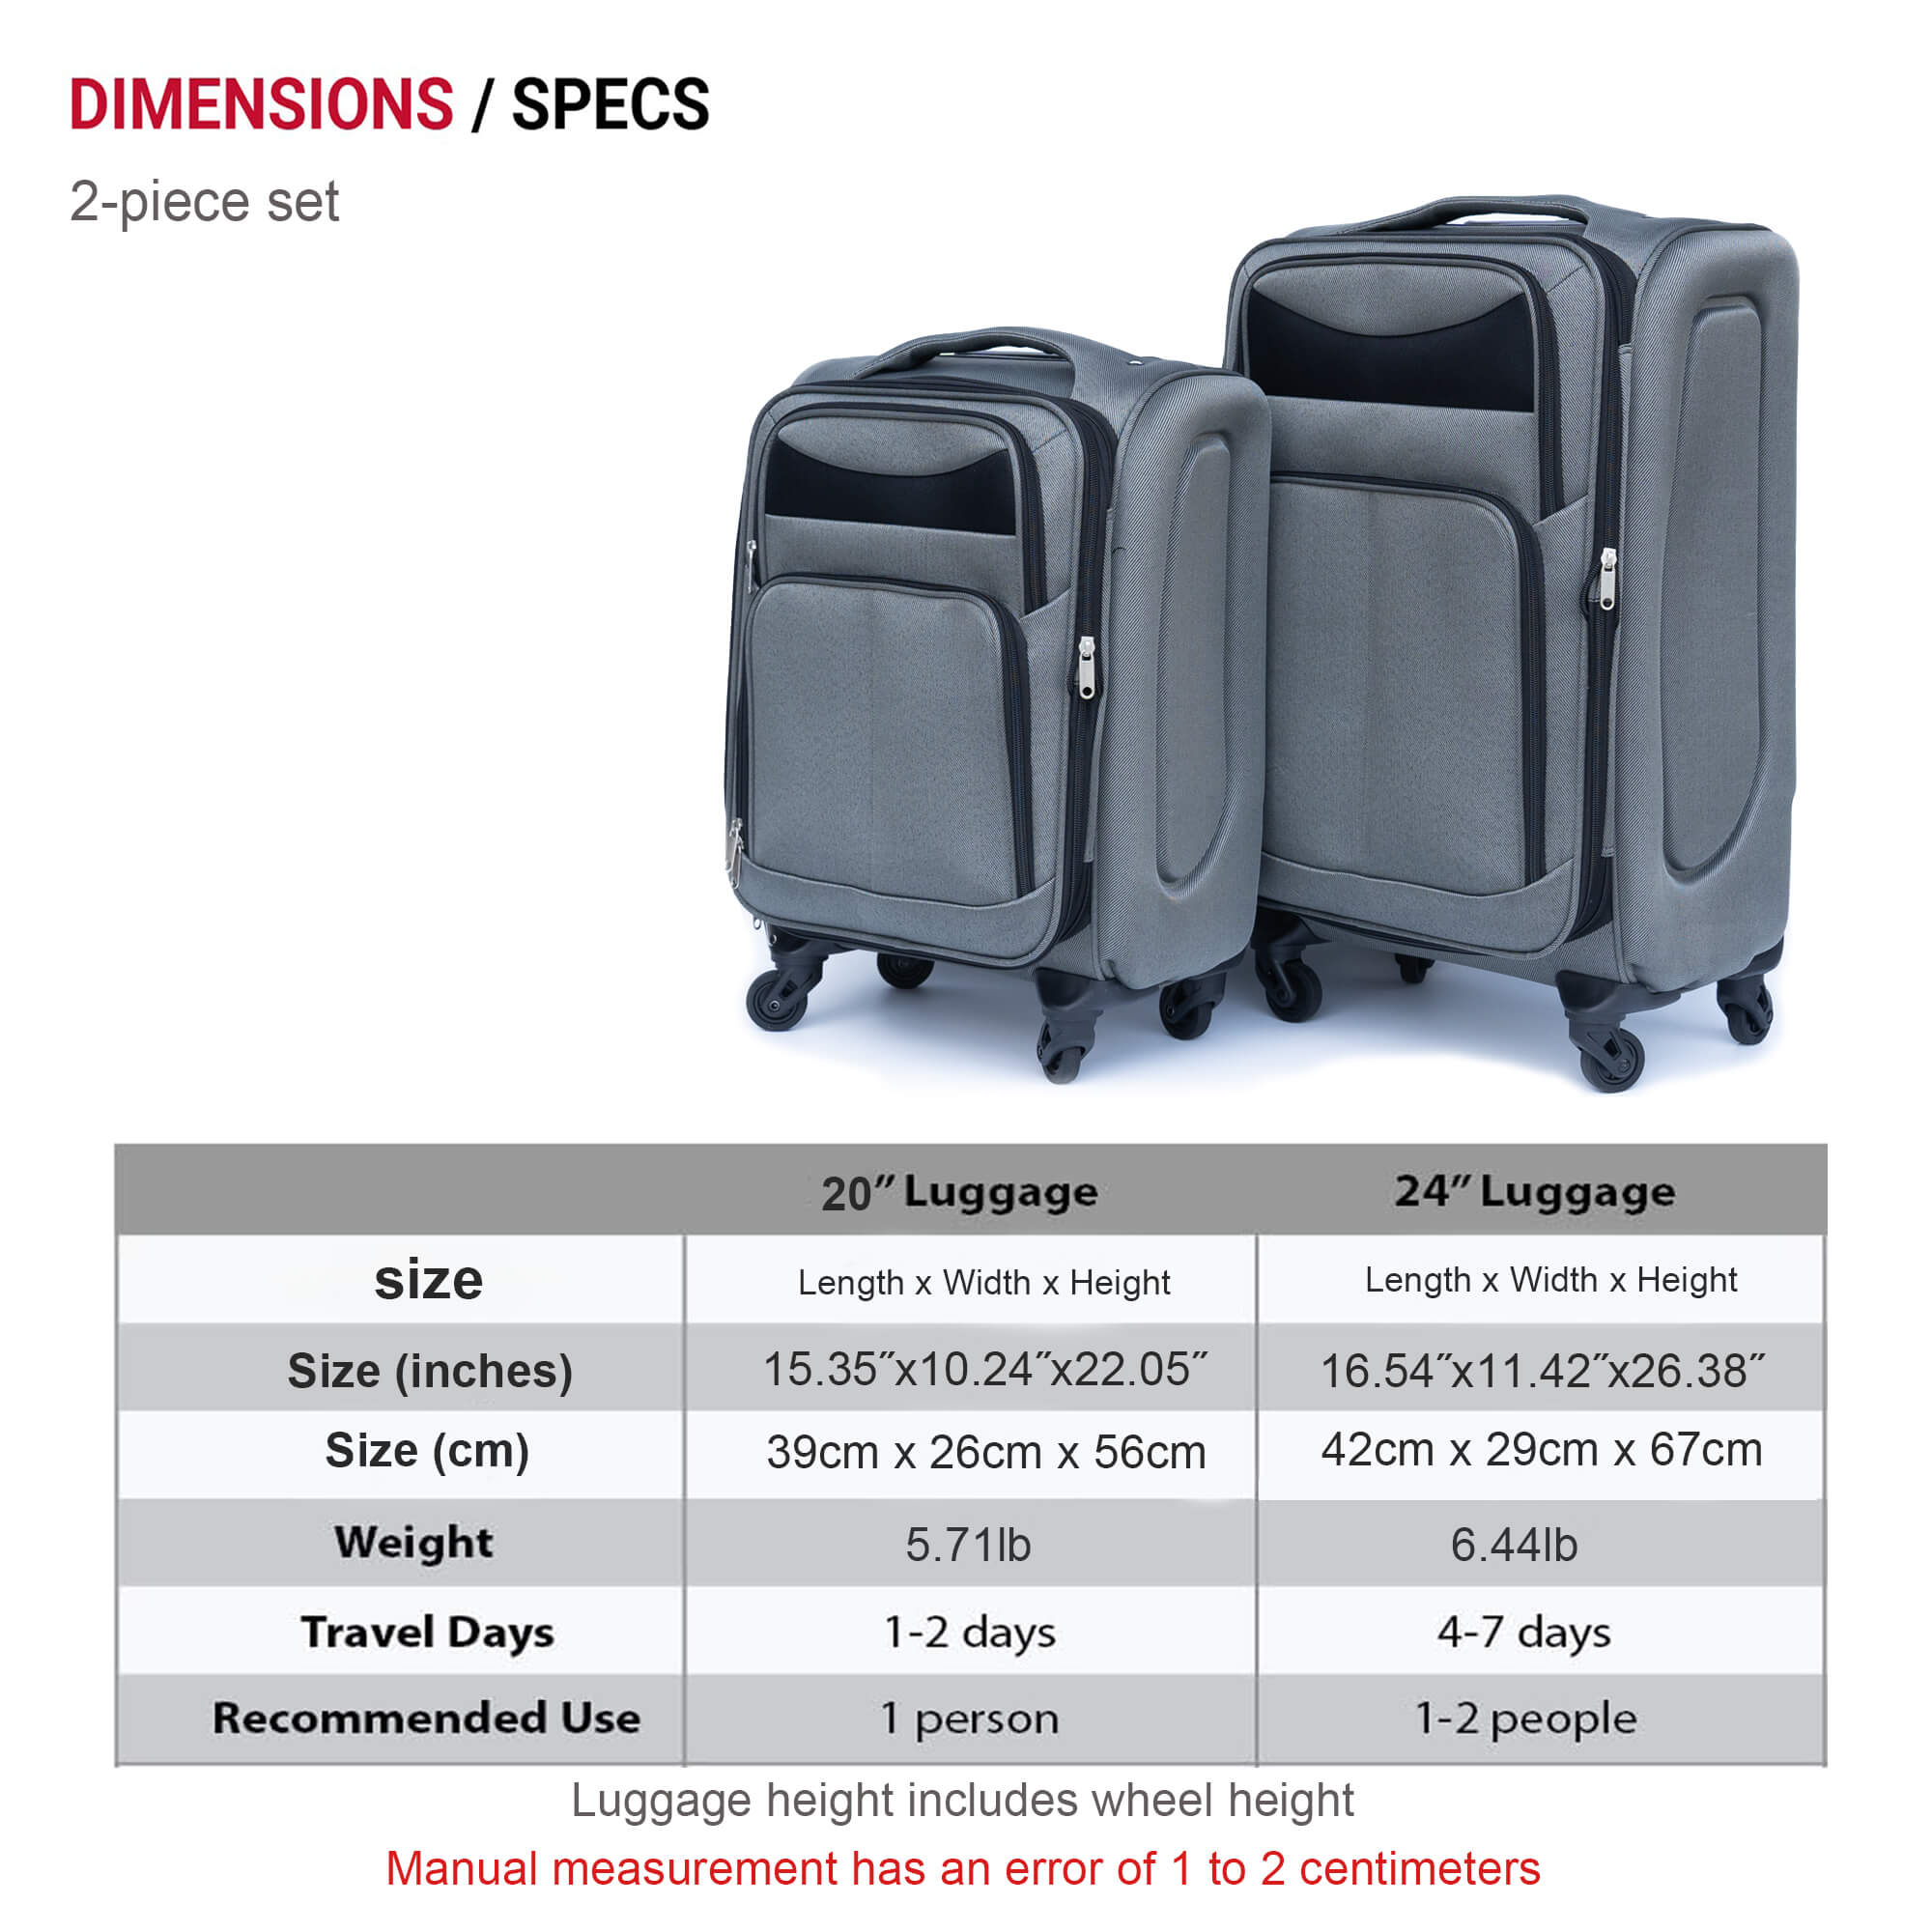 DIMENSIONS / SPECS
2-piece set
20″ Luggage 24″ Luggage
size Length x Width x Height Length x Width x Height
Size (inches) 15.35˝x10.24˝x22.05˝ 16.54˝x11.42˝x26.38˝
Size (cm) 39cm x 26cm x 56cm 42cm x 29cm x 67cm
Weight 5.71lb 6.44lb
Travel Days 1-2 days 4-7 days
Recommended Use 1 person 1-2 people
Luggage height includes wheel height
Manual measurement has an error of 1 to 2 centimeters